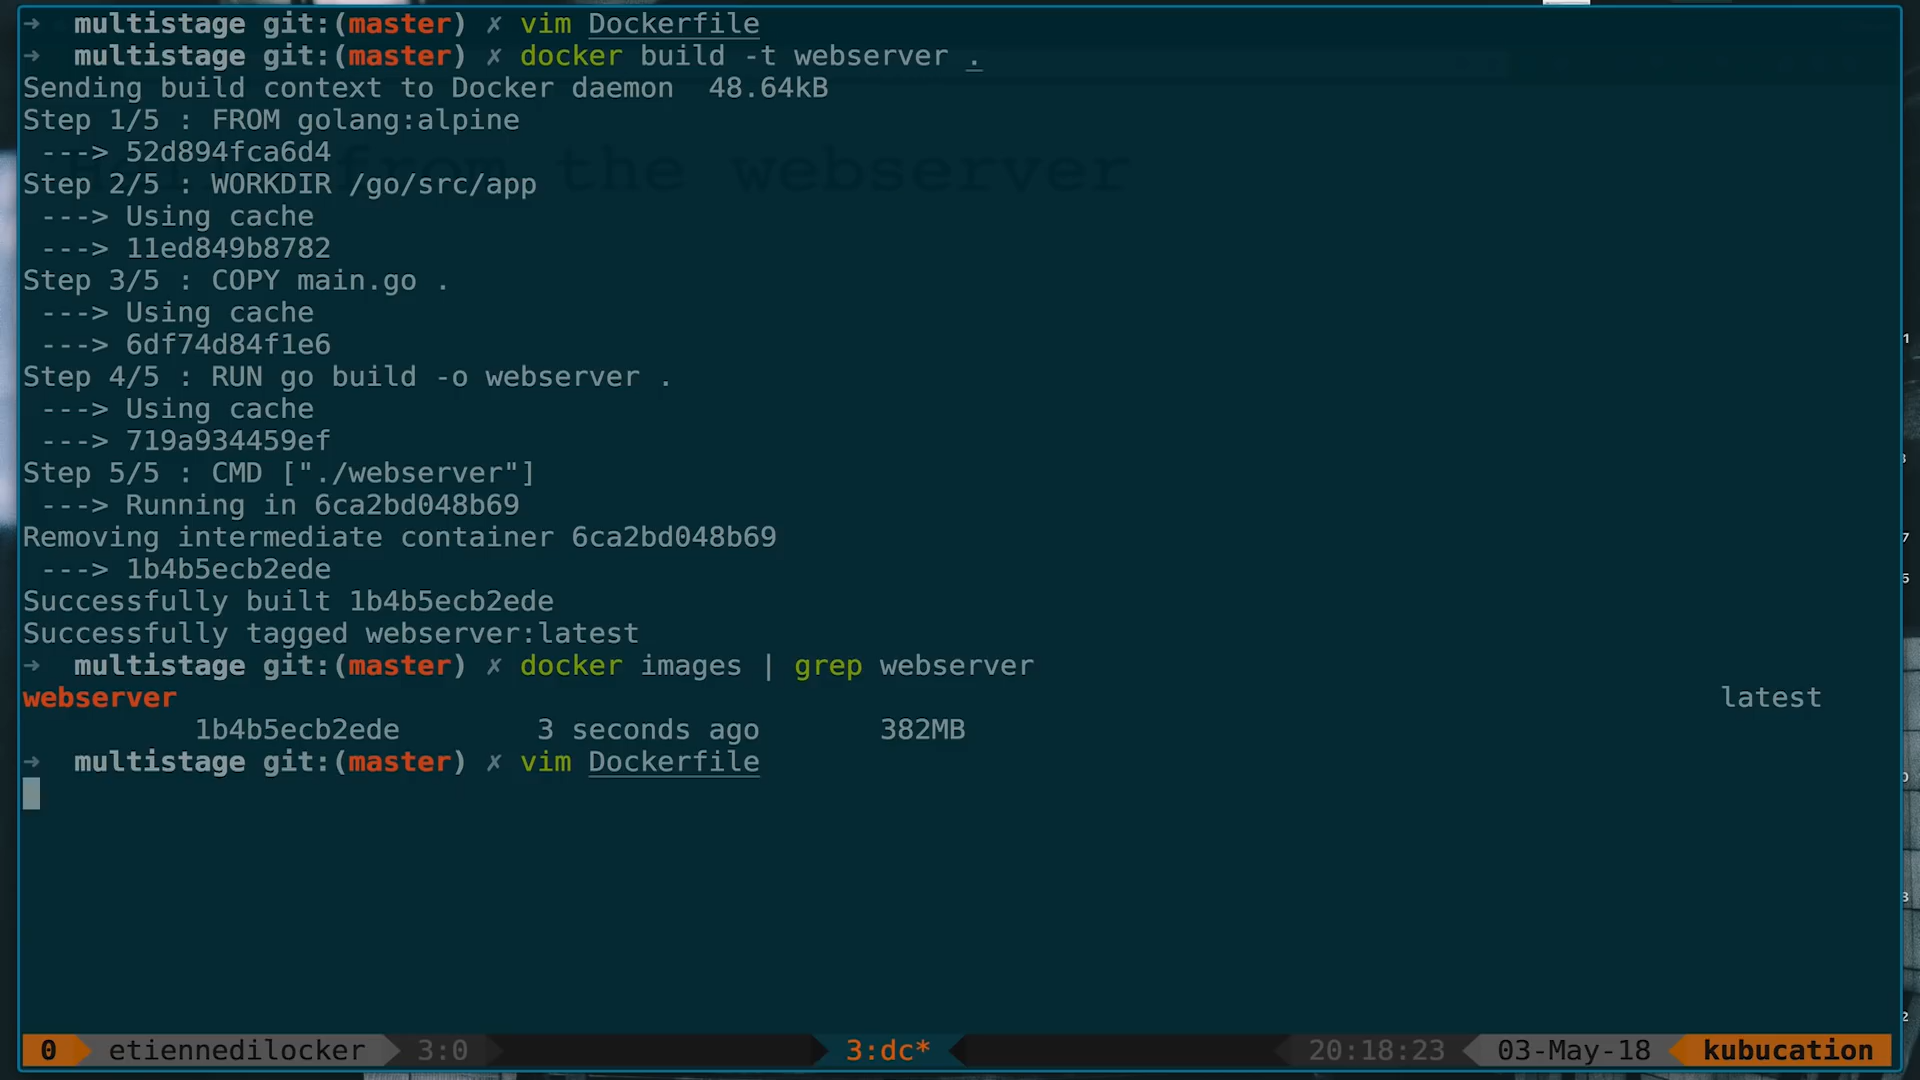 → multistage git:(master) ✗ vim Dockerfile
→ multistage git:(master) ✗ docker build -t webserver .
Sending build context to Docker daemon 48.64kB
Step 1/5 : FROM golang:alpine
---> 52d894fca6d4
from the webserver
Step 2/5 : WORKDIR /go/src/app
---> Using cache
---> 11ed849b8782
Step 3/5 : COPY main.go .
---> Using cache
---> 6df74d84f1e6
Step 4/5 : RUN go build -o webserver .
---> Using cache
---> 719a934459ef
Step 5/5 : CMD ["./webserver"]
---> Running in 6ca2bd048b69
Removing intermediate container 6ca2bd048b69
---> 1b4b5ecb2ede
Successfully built 1b4b5ecb2ede
Successfully tagged webserver:latest
→ multistage git:(master) ✗ docker images | grep webserver
webserver latest
1b4b5ecb2ede 3 seconds ago 382MB
→ multistage git:(master) ✗ vim Dockerfile
0 etiennedilocker 3:0 3:dc* 20:18:23 03-May-18 kubucation